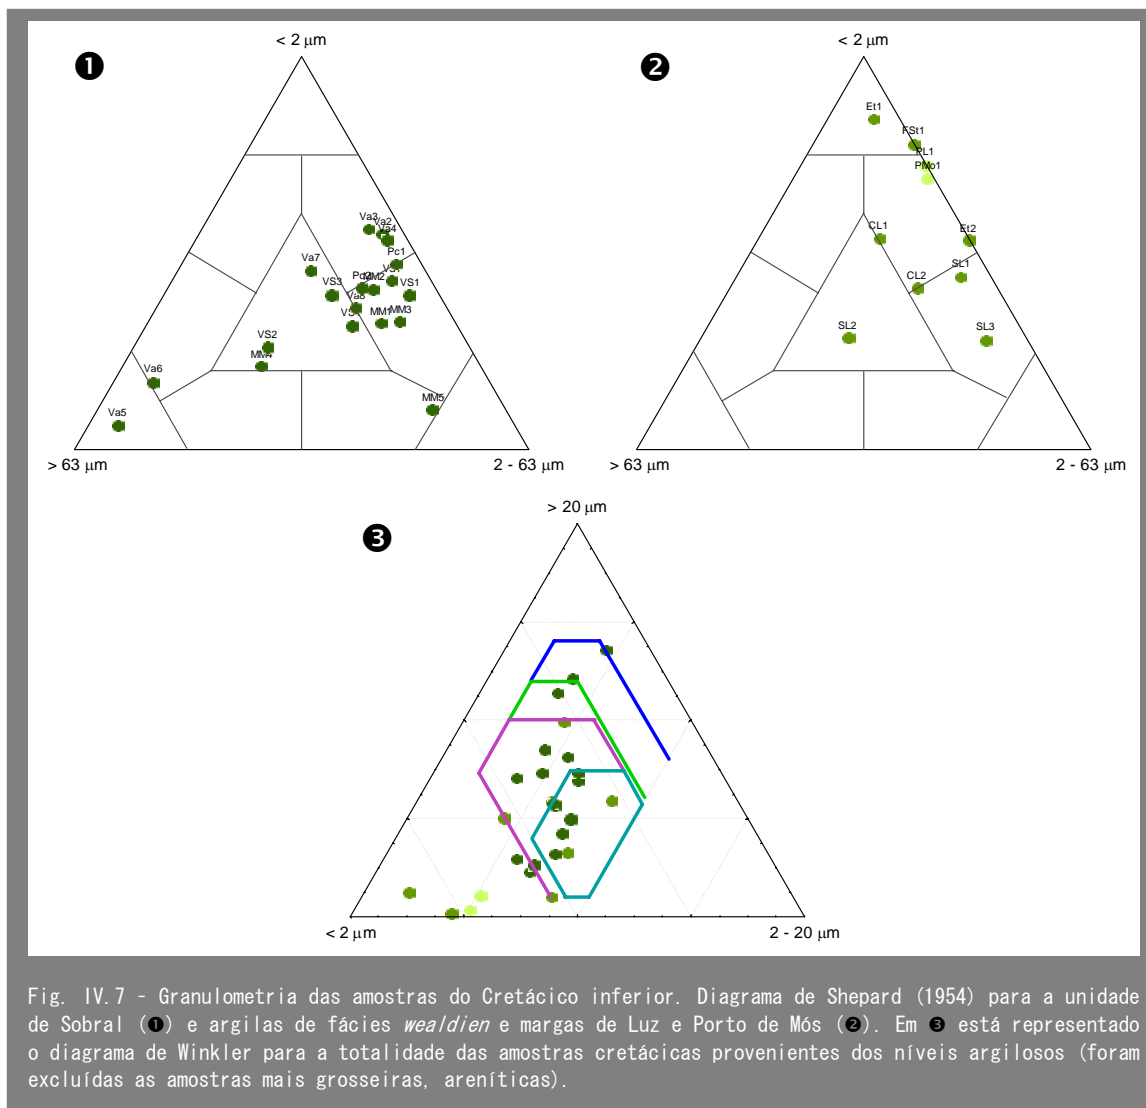 ❶
< 2 µm
Va3
Va2
Va4
Pc1
Va7
VS3
Pc2
MM2
VS1
Va8
MM1
MM3
VS2
MM4
Va6
Va5
MM5
> 63 µm
2 - 63 µm
❷
< 2 µm
Et1
FSt1
PL1
PMo1
CL1
Et2
CL2
SL1
SL2
SL3
> 63 µm
2 - 63 µm
❸
> 20 µm
< 2 µm
2 - 20 µm
Fig. IV.7 - Granulometria das amostras do Cretácico inferior. Diagrama de Shepard (1954) para a unidade
de Sobral (❶) e argilas de fácies wealdien e margas de Luz e Porto de Mós (❷). Em ❸ está representado
o diagrama de Winkler para a totalidade das amostras cretácicas provenientes dos níveis argilosos (foram
excluídas as amostras mais grosseiras, areníticas).